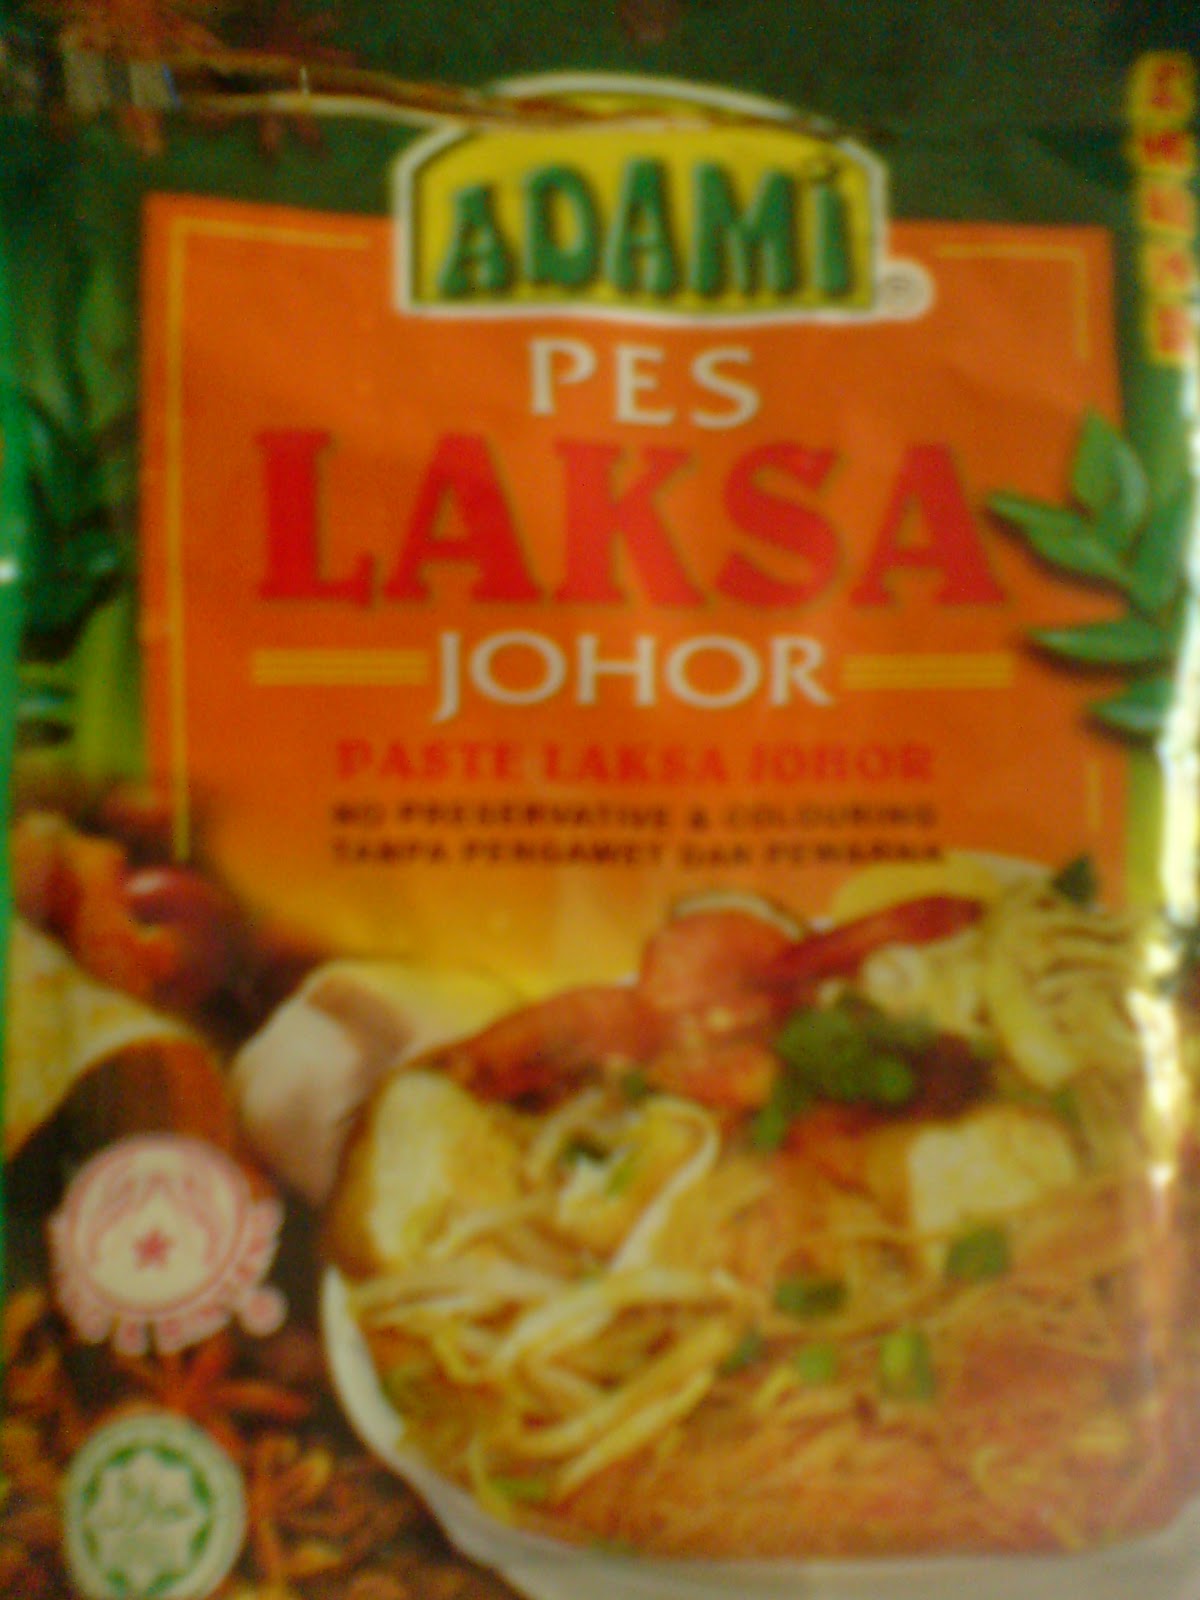 ADAMi
PES
LAKSA
JOHOR
PASTE LAKSA JOHOR
NO PRESERVATIVE & COLOURING
TANPA PENGAWET DAN PEWARNA